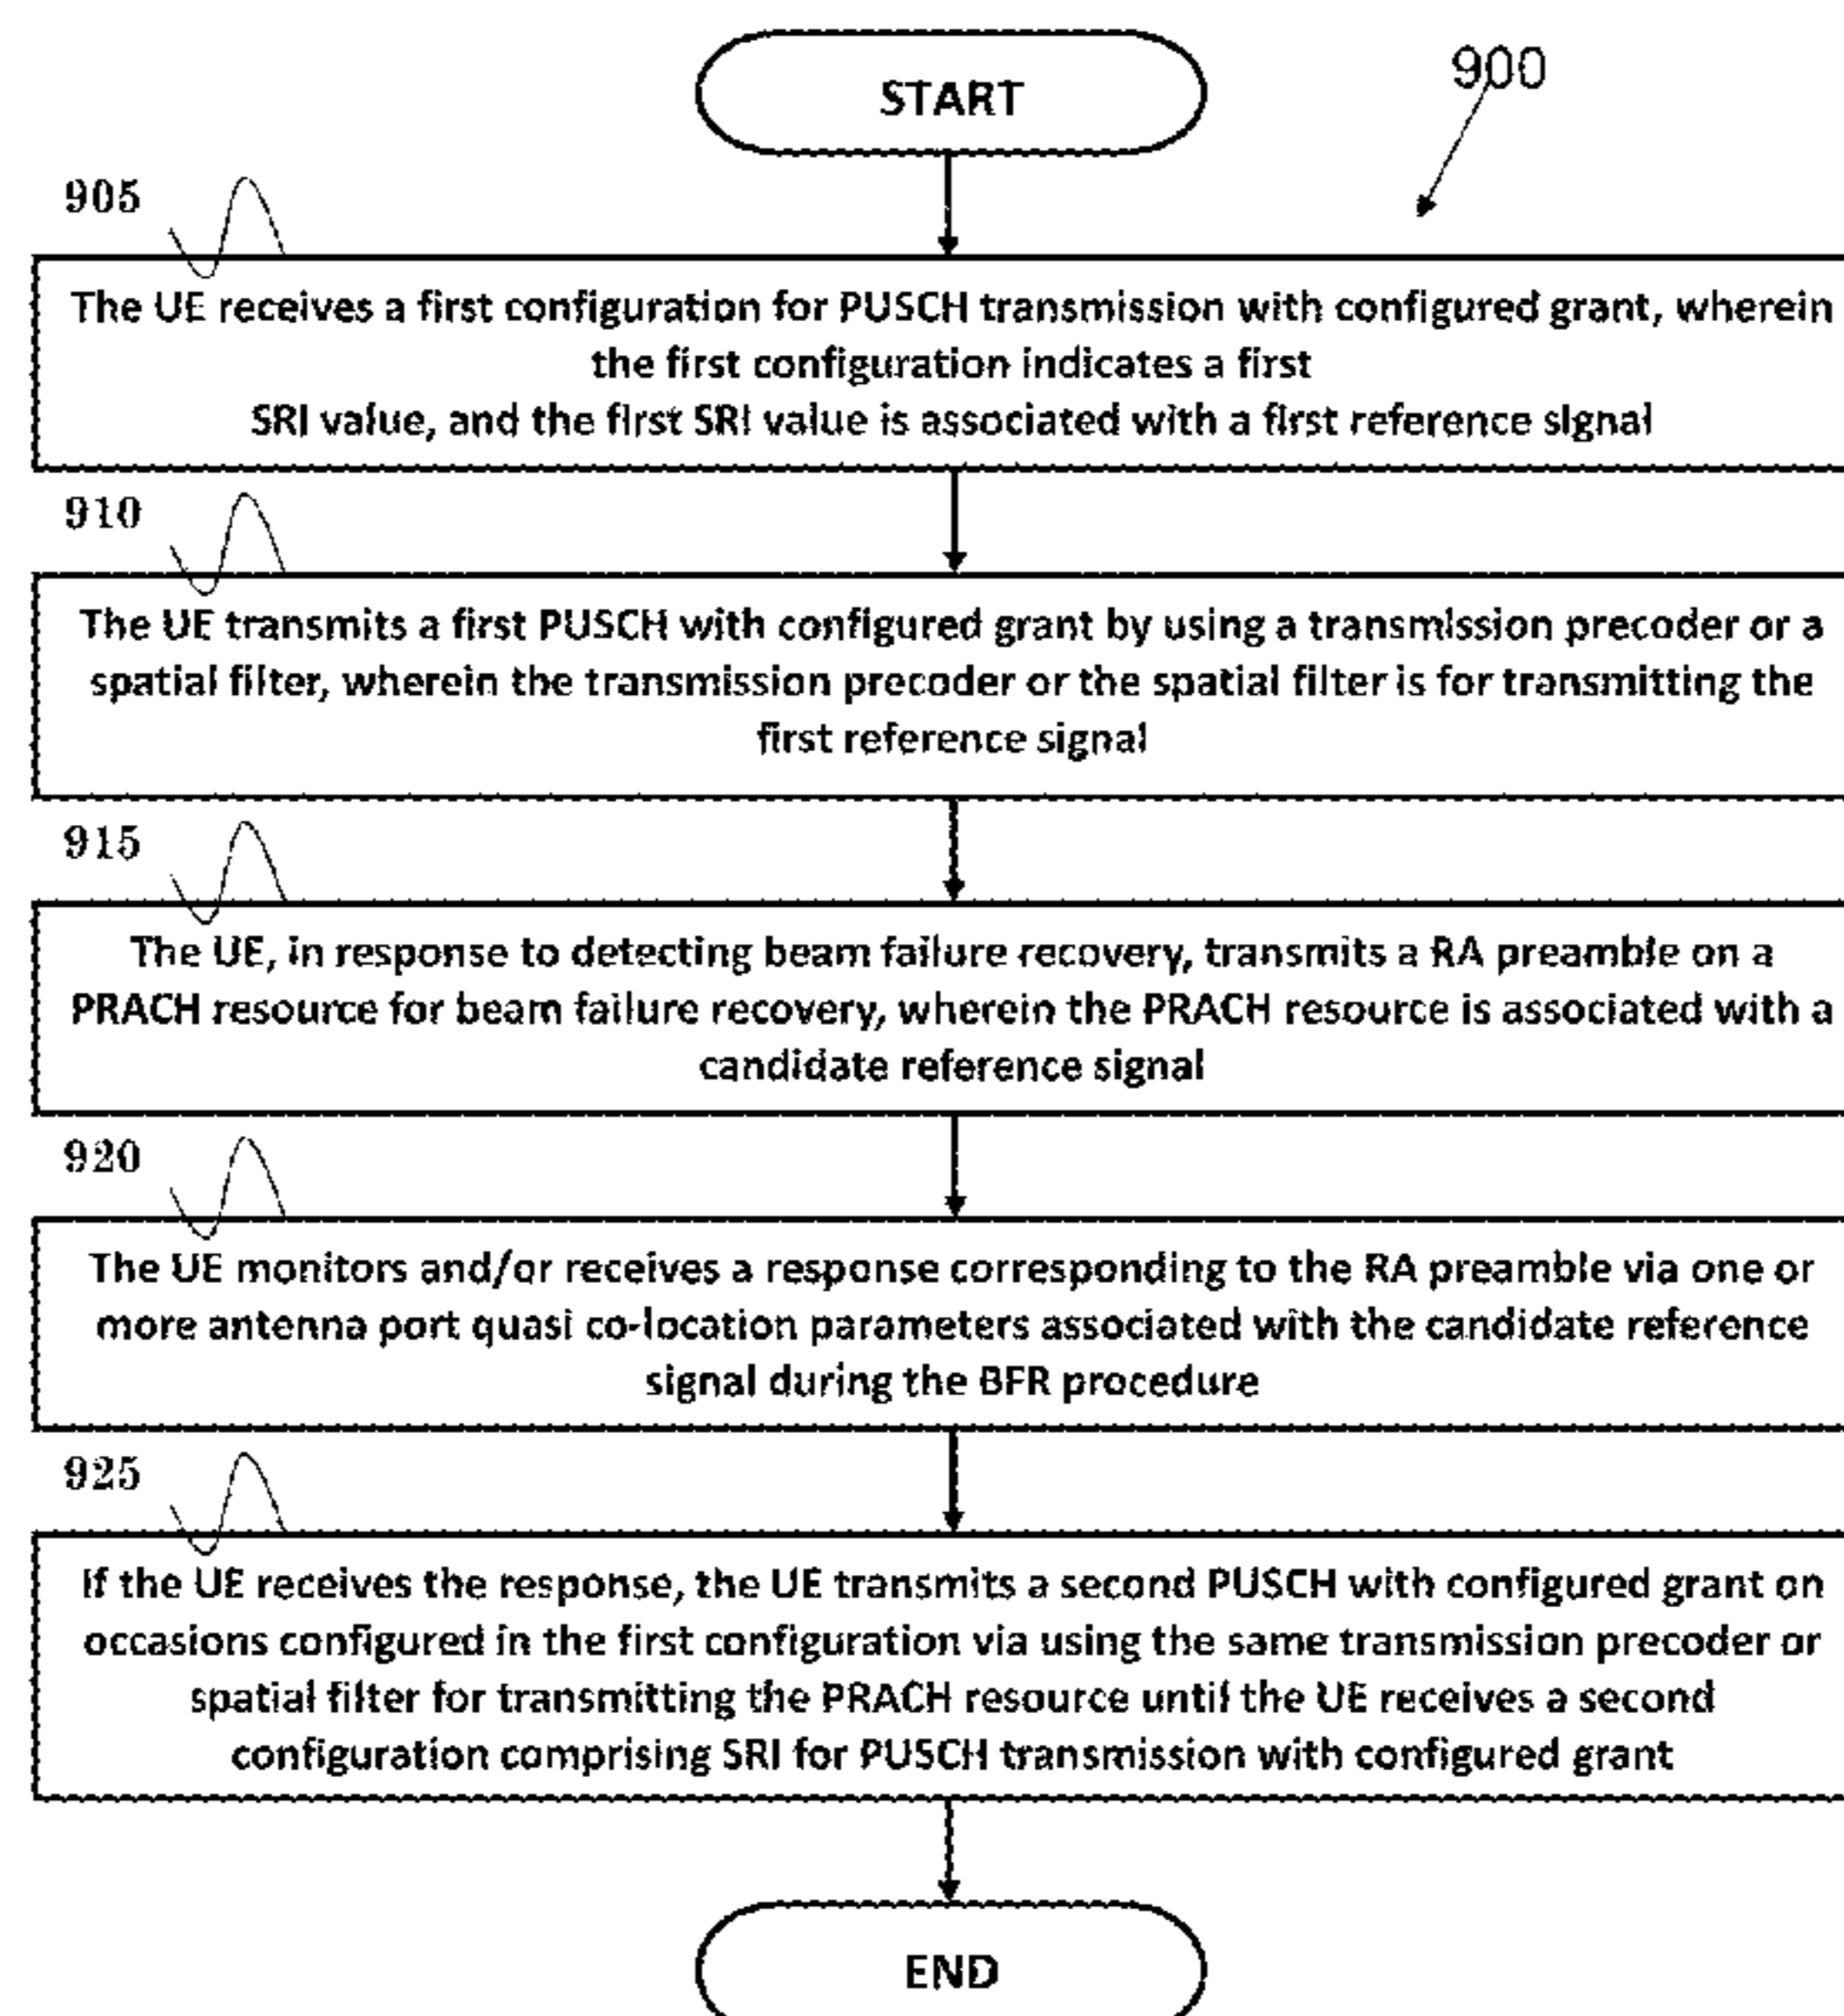 START
900
905
The UE receives a first configuration for PUSCH transmission with configured grant, wherein
the first configuration indicates a first
SRI value, and the first SRI value is associated with a first reference signal
910
The UE transmits a first PUSCH with configured grant by using a transmission precoder or a
spatial filter, wherein the transmission precoder or the spatial filter is for transmitting the
first reference signal
915
The UE, in response to detecting beam failure recovery, transmits a RA preamble on a
PRACH resource for beam failure recovery, wherein the PRACH resource is associated with a
candidate reference signal
920
The UE monitors and/or receives a response corresponding to the RA preamble via one or
more antenna port quasi co-location parameters associated with the candidate reference
signal during the BFR procedure
925
If the UE receives the response, the UE transmits a second PUSCH with configured grant on
occasions configured in the first configuration via using the same transmission precoder or
spatial filter for transmitting the PRACH resource until the UE receives a second
configuration comprising SRI for PUSCH transmission with configured grant
END